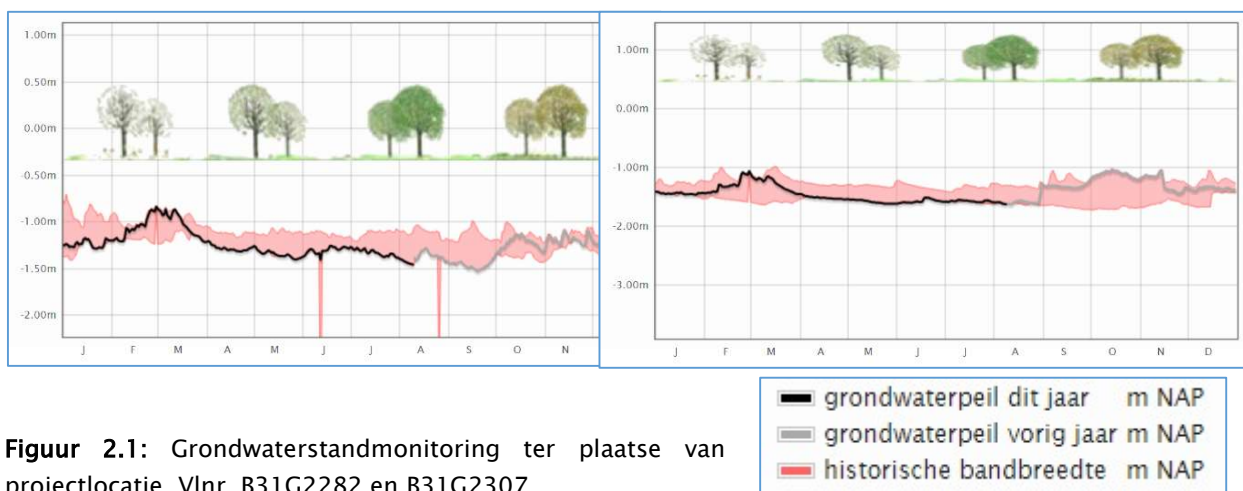 1.00m
0.50m
0.00m
-0.50m
-1.00m
-1.50m
-2.00m
J F M A M J J A S O N
1.00m
0.00m
-1.00m
-2.00m
-3.00m
J F M A M J J A S O N D
grondwaterpeil dit jaar m NAP
grondwaterpeil vorig jaar m NAP
historische bandbreedte m NAP
Figuur 2.1: Grondwaterstandmonitoring ter plaatse van
projectlocatie. Vlnr. B31G2282 en B31G2307